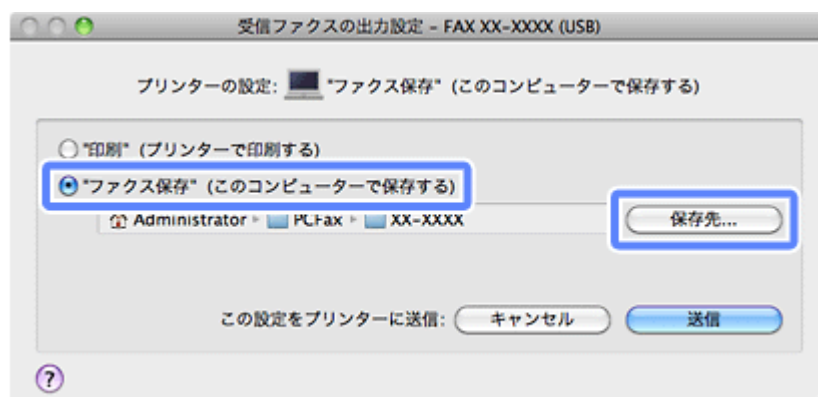 受信ファクスの出力設定 – FAX XX-XXXX (USB)
プリンターの設定: "ファクス保存" (このコンピューターで保存する)
"印刷" (プリンターで印刷する)
"ファクス保存" (このコンピューターで保存する)
Administrator ▸ PCFax ▸ XX-XXXX 保存先...
この設定をプリンターに送信: キャンセル 送信
?